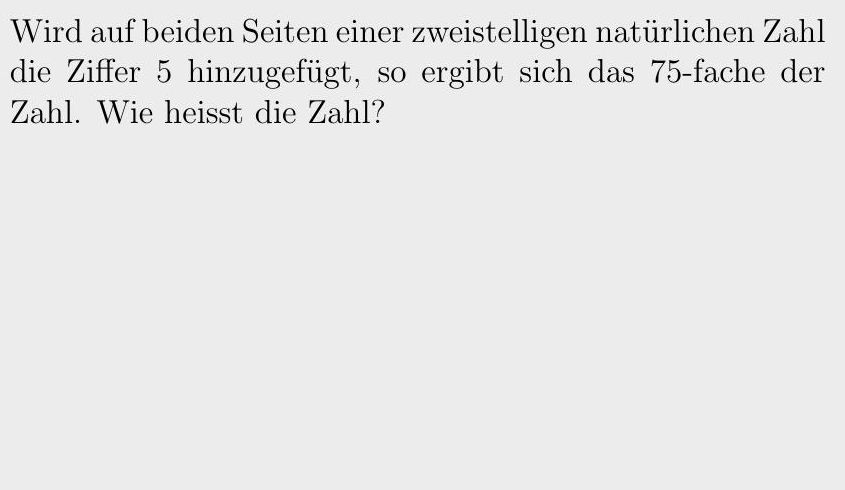 Wird auf beiden Seiten einer zweistelligen natürlichen Zahl
die Ziffer 5 hinzugefügt, so ergibt sich das 75-fache der
Zahl. Wie heisst die Zahl?